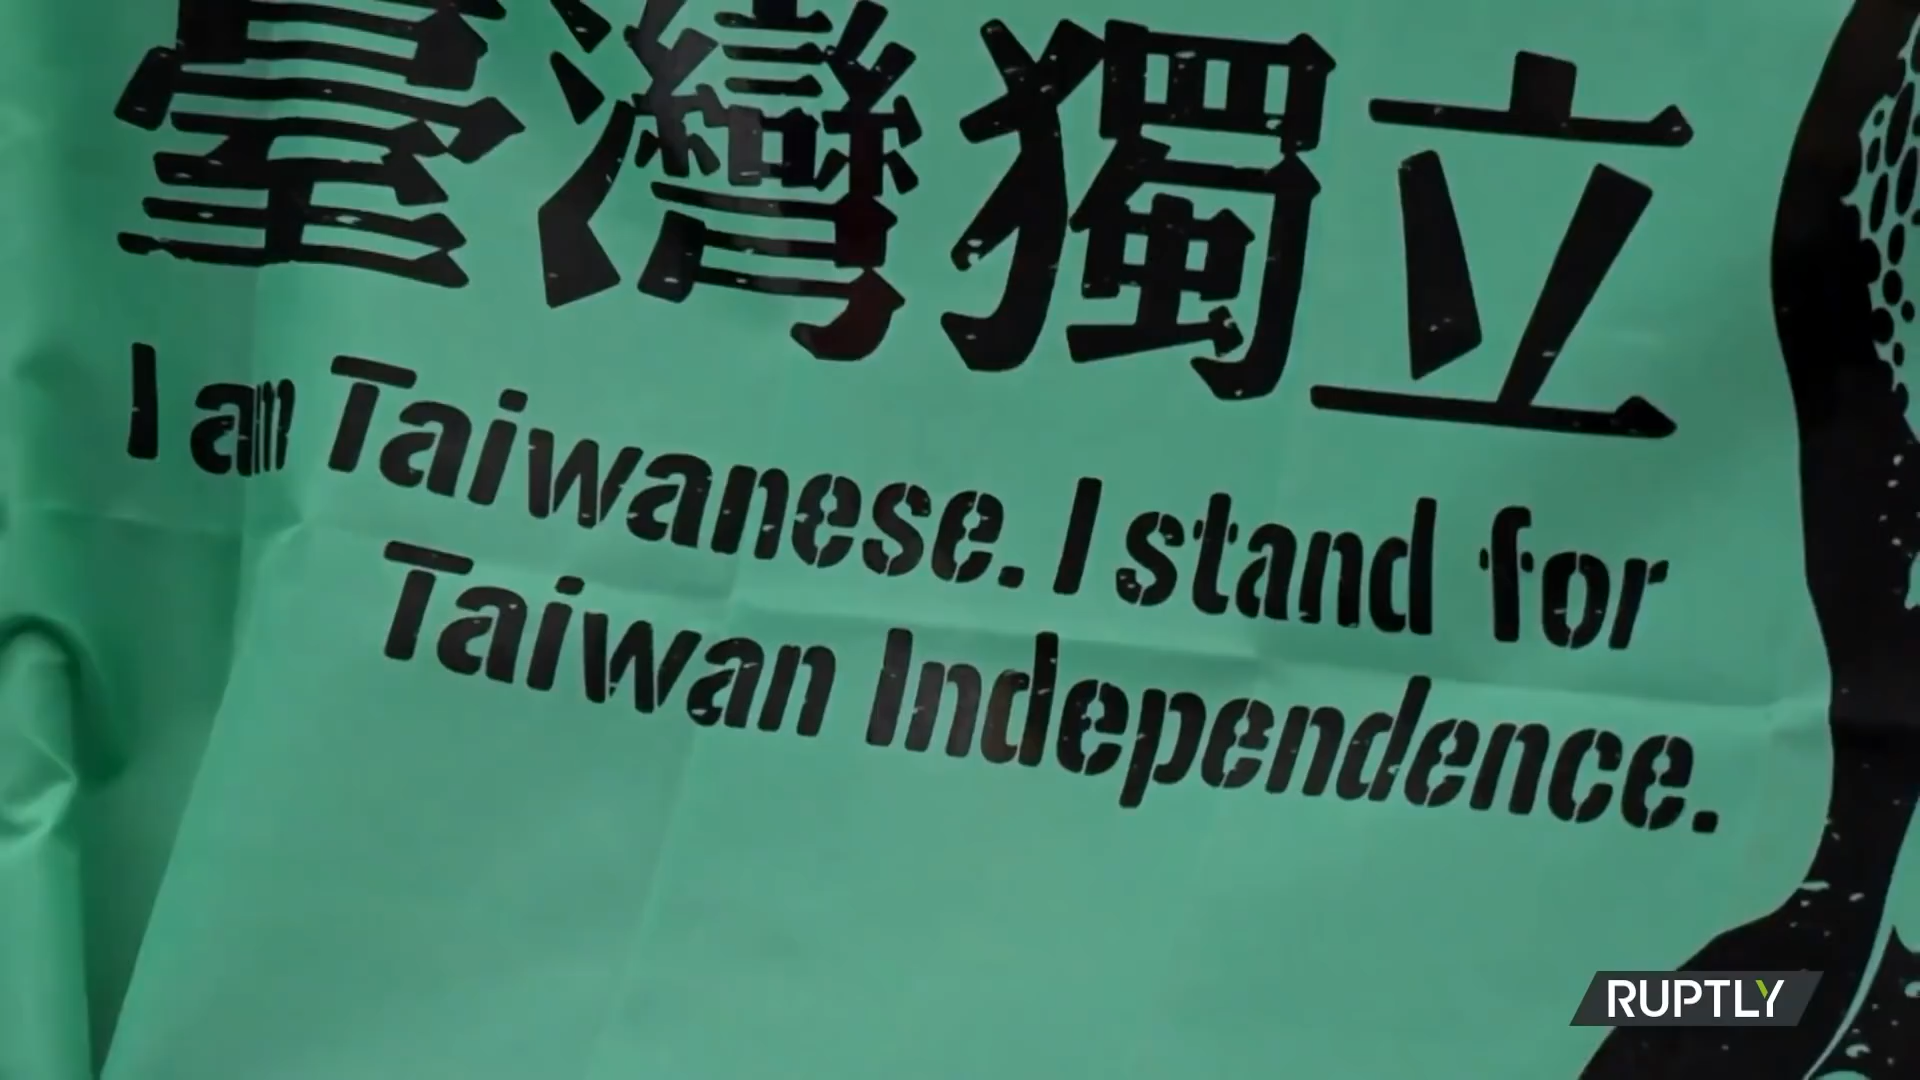 臺灣獨立
I am Taiwanese. I stand for
Taiwan Independence.
RUPTLY